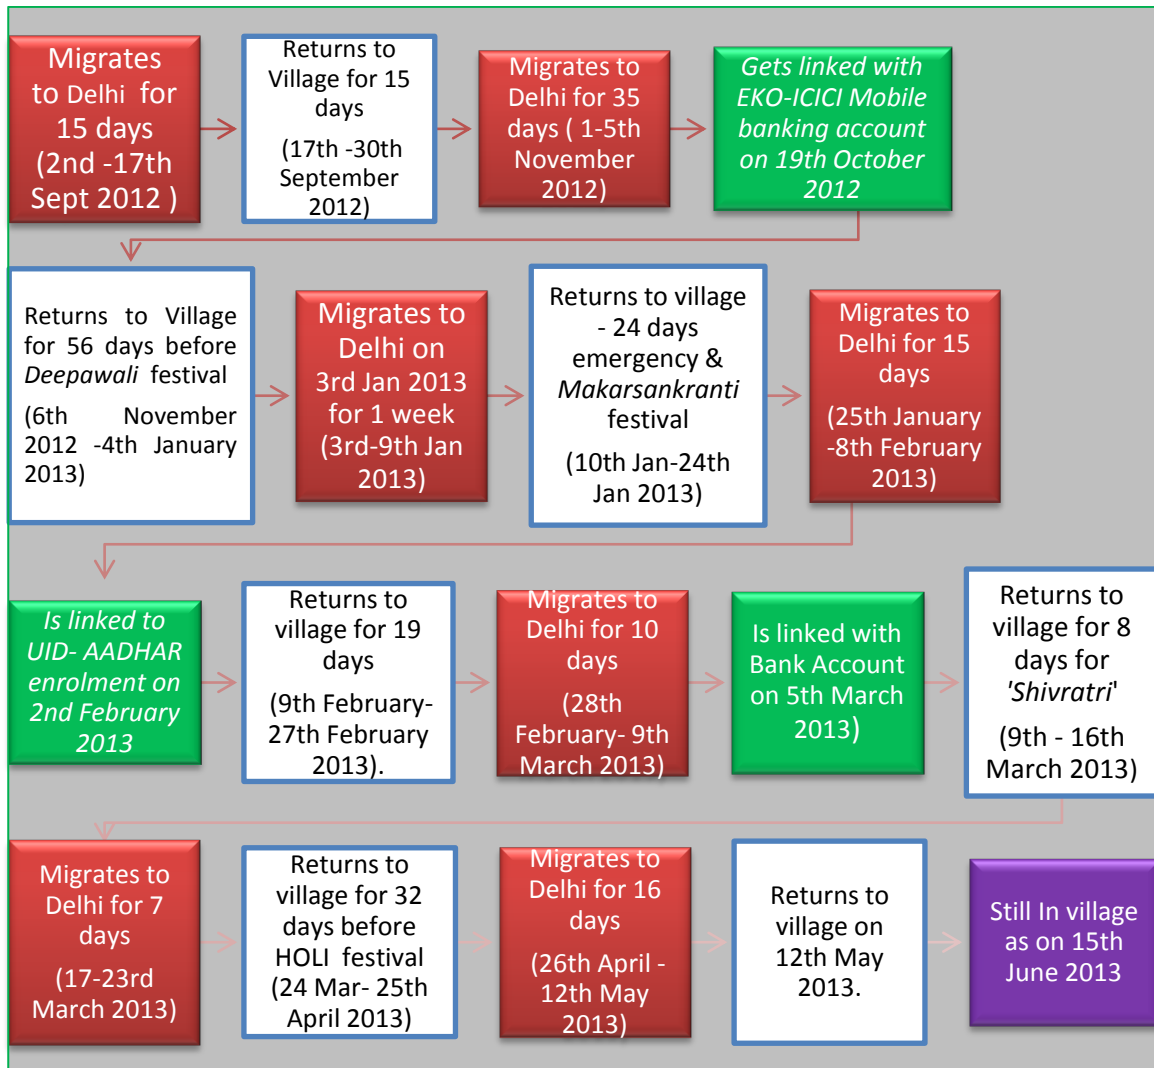 Migrates
to Delhi for
15 days
(2nd -17th
Sept 2012 )
Returns to
Village for 15
days
(17th -30th
September
2012)
Migrates to
Delhi for 35
days ( 1-5th
November
2012)
Gets linked with
EKO-ICICI Mobile
banking account
on 19th October
2012
Returns to Village
for 56 days before
Deepawali festival
(6th November
2012 -4th January
2013)
Migrates to
Delhi on
3rd Jan 2013
for 1 week
(3rd-9th Jan
2013)
Returns to village
- 24 days
emergency &
Makarsankranti
festival
(10th Jan-24th
Jan 2013)
Migrates to
Delhi for 15
days
(25th January
-8th February
2013)
Is linked to
UID- AADHAR
enrolment on
2nd February
2013
Returns to
village for 19
days
(9th February-
27th February
2013).
Migrates to
Delhi for 10
days
(28th
February- 9th
March 2013)
Is linked with
Bank Account
on 5th March
2013)
Returns to
village for 8
days for
'Shivratri'
(9th - 16th
March 2013)
Migrates to
Delhi for 7
days
(17-23rd
March 2013)
Returns to
village for 32
days before
HOLI festival
(24 Mar- 25th
April 2013)
Migrates to
Delhi for 16
days
(26th April -
12th May
2013)
Returns to
village on
12th May
2013.
Still In village
as on 15th
June 2013